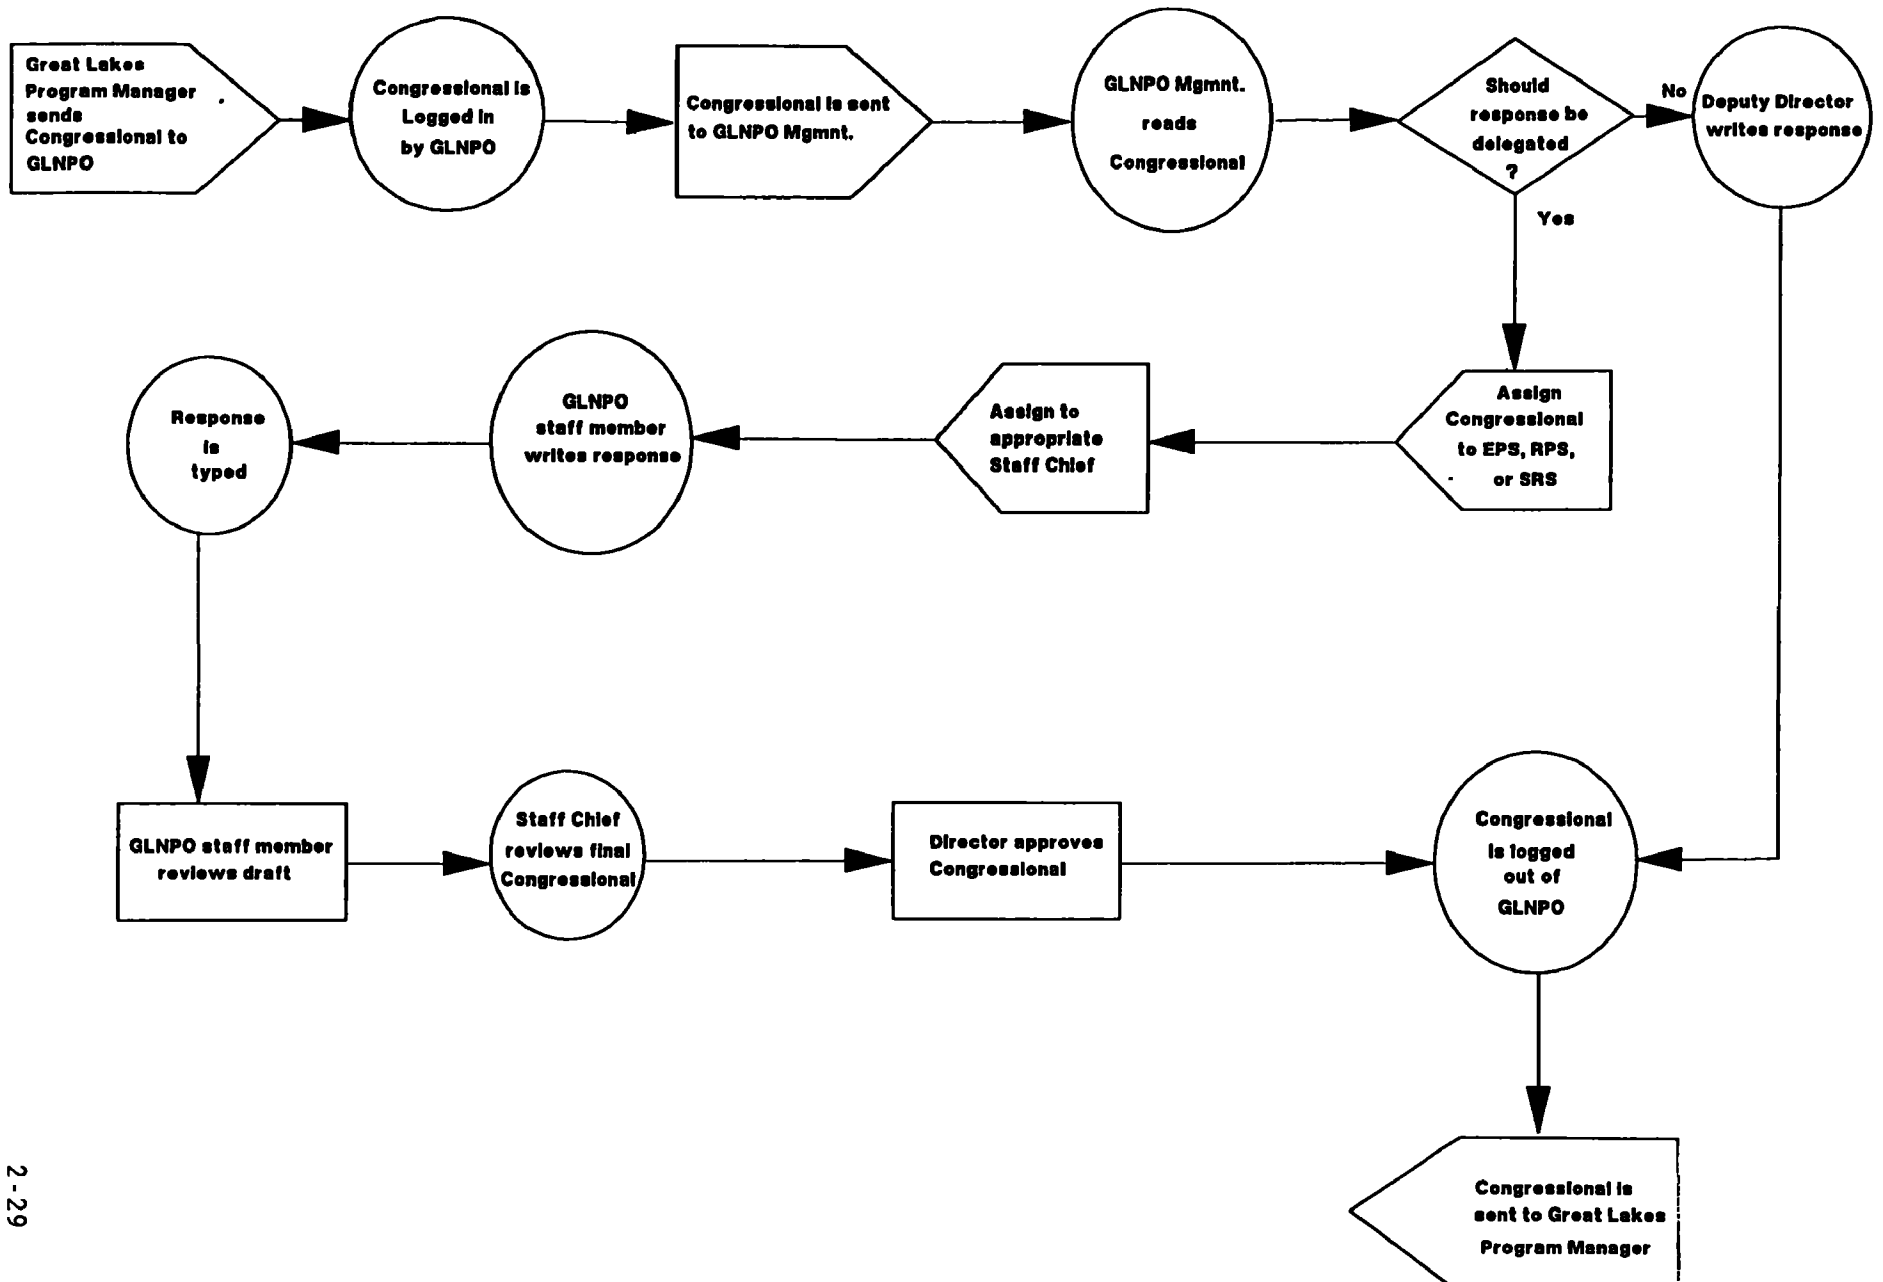 Great Lakes
Program Manager
sends
Congressional to
GLNPO
Congressional is
Logged in
by GLNPO
Congressional is sent
to GLNPO Mgmnt.
GLNPO Mgmnt.
reads
Congressional
Should
response be
delegated
?
No
Yes
Deputy Director
writes response
Assign
Congressional
to EPS, RPS,
or SRS
Assign to
appropriate
Staff Chief
GLNPO
staff member
writes response
Response
is
typed
GLNPO staff member
reviews draft
Staff Chief
reviews final
Congressional
Director approves
Congressional
Congressional
is logged
out of
GLNPO
Congressional is
sent to Great Lakes
Program Manager
2-29